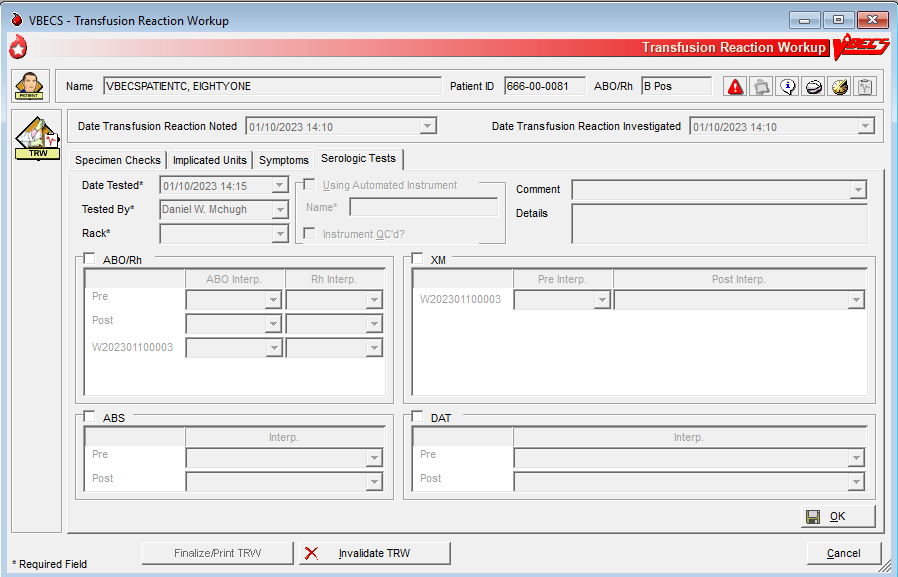 VBECS - Transfusion Reaction Workup
Transfusion Reaction Workup VBECS
PATIENT
Name VBECSPATIENTC, EIGHTYONE Patient ID 666-00-0081 ABO/Rh B Pos
TRW
Date Transfusion Reaction Noted 01/10/2023 14:10 Date Transfusion Reaction Investigated 01/10/2023 14:10
Specimen Checks Implicated Units Symptoms Serologic Tests
Date Tested* 01/10/2023 14:15 Using Automated Instrument Comment
Tested By* Daniel W. Mchugh Name* Details
Rack* Instrument QC'd?
ABO/Rh XM
ABO Interp. Rh Interp. Pre Interp. Post Interp.
Pre W202301100003
Post
W202301100003
ABS DAT
Interp. Interp.
Pre Pre
Post Post
OK
Finalize/Print TRW Invalidate TRW Cancel
* Required Field